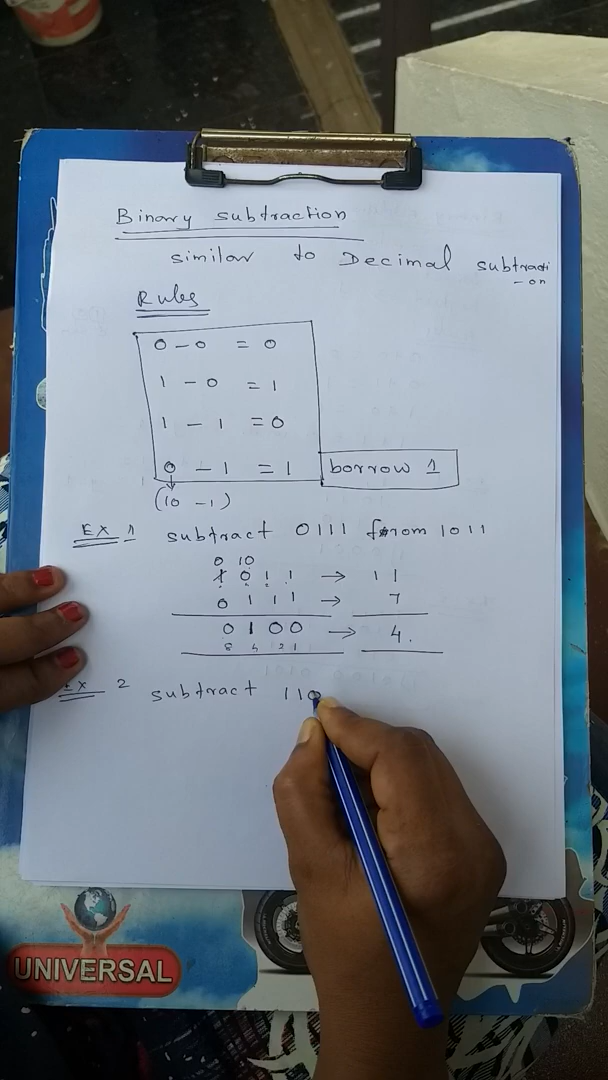 Binary subtraction
similar to Decimal subtracti
-on
Rules
0 - 0 = 0
1 - 0 = 1
1 - 1 = 0
0 - 1 = 1 borrow 1
(10 - 1)
EX 1 subtract 0111 from 1011
0 10
1 0 1 1 → 11
0 1 1 1 → 7
0 1 0 0 → 4.
8 4 2 1
EX 2 subtract 110
UNIVERSAL